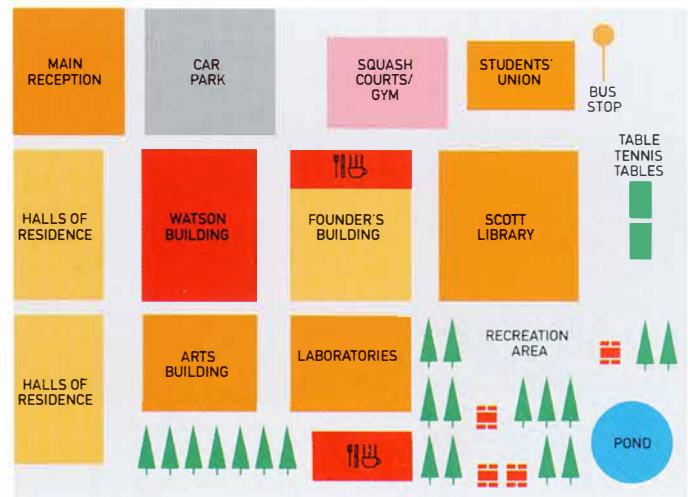 MAIN
RECEPTION
CAR
PARK
SQUASH
COURTS/
GYM
STUDENTS'
UNION
BUS
STOP
TABLE
TENNIS
TABLES
HALLS OF
RESIDENCE
WATSON
BUILDING
FOUNDER'S
BUILDING
SCOTT
LIBRARY
HALLS OF
RESIDENCE
ARTS
BUILDING
LABORATORIES
RECREATION
AREA
POND